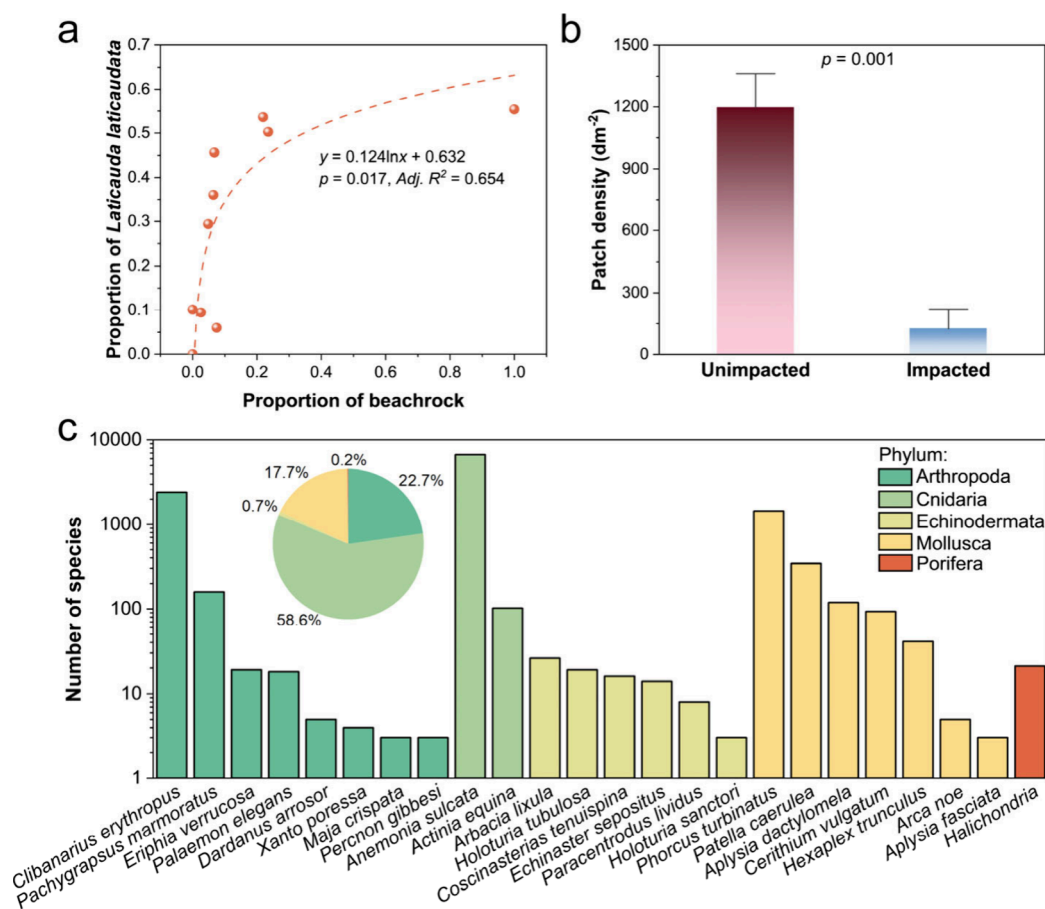 a
0.7
0.6
0.5
0.4
0.3
0.2
0.1
0.0
Proportion of Laticauda laticaudata
y = 0.124lnx + 0.632
p = 0.017, Adj. R² = 0.654
0.0 0.2 0.4 0.6 0.8 1.0
Proportion of beachrock
b
1500
1200
900
600
300
0
Patch density (dm⁻²)
p = 0.001
Unimpacted Impacted
c
10000
1000
100
10
1
Number of species
0.2%
17.7%
22.7%
0.7%
58.6%
Phylum:
Arthropoda
Cnidaria
Echinodermata
Mollusca
Porifera
Clibanarius erythropus
Pachygrapsus marmoratus
Eriphia verrucosa
Palaemon elegans
Dardanus arrosor
Xanto poressa
Maja crispata
Percnon gibbesi
Anemonia sulcata
Actinia equina
Arbacia lixula
Holoturia tubulosa
Coscinasterias tenuispina
Echinaster sepositus
Paracentrodus lividus
Holoturia sanctori
Phorcus turbinatus
Patella caerulea
Aplysia dactylomela
Cerithium vulgatum
Hexaplex trunculus
Arca noe
Aplysia fasciata
Halichondria